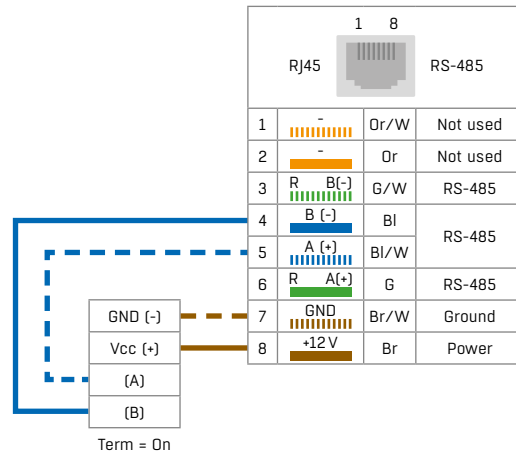 1 8
RJ45 RS-485
1 - Or/W Not used
2 - Or Not used
3 R B(-) G/W RS-485
4 B (-) Bl RS-485
5 A (+) Bl/W
6 R A(+) G RS-485
7 GND Br/W Ground
8 +12 V Br Power
GND (-)
Vcc (+)
(A)
(B)
Term = On